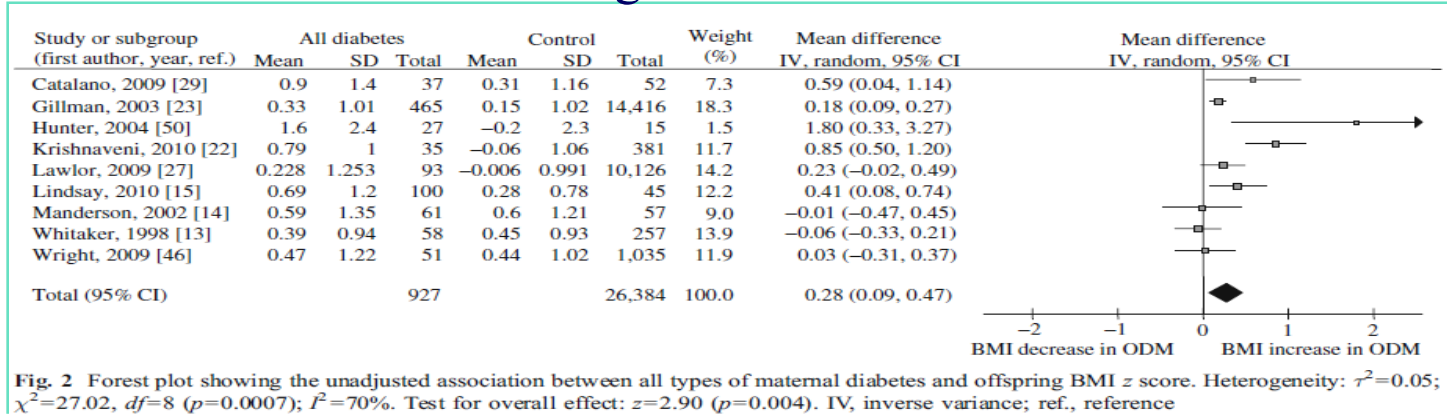 Study or subgroup All diabetes Control Weight Mean difference Mean difference
(first author, year, ref.) Mean SD Total Mean SD Total (%) IV, random, 95% CI IV, random, 95% CI
Catalano, 2009 [29] 0.9 1.4 37 0.31 1.16 52 7.3 0.59 (0.04, 1.14)
Gillman, 2003 [23] 0.33 1.01 465 0.15 1.02 14,416 18.3 0.18 (0.09, 0.27)
Hunter, 2004 [50] 1.6 2.4 27 −0.2 2.3 15 1.5 1.80 (0.33, 3.27)
Krishnaveni, 2010 [22] 0.79 1 35 −0.06 1.06 381 11.7 0.85 (0.50, 1.20)
Lawlor, 2009 [27] 0.228 1.253 93 −0.006 0.991 10,126 14.2 0.23 (−0.02, 0.49)
Lindsay, 2010 [15] 0.69 1.2 100 0.28 0.78 45 12.2 0.41 (0.08, 0.74)
Manderson, 2002 [14] 0.59 1.35 61 0.6 1.21 57 9.0 −0.01 (−0.47, 0.45)
Whitaker, 1998 [13] 0.39 0.94 58 0.45 0.93 257 13.9 −0.06 (−0.33, 0.21)
Wright, 2009 [46] 0.47 1.22 51 0.44 1.02 1,035 11.9 0.03 (−0.31, 0.37)
Total (95% CI) 927 26,384 100.0 0.28 (0.09, 0.47)
−2 −1 0 1 2
BMI decrease in ODM BMI increase in ODM
Fig. 2 Forest plot showing the unadjusted association between all types of maternal diabetes and offspring BMI z score. Heterogeneity: τ²=0.05;
χ²=27.02, df=8 (p=0.0007); I²=70%. Test for overall effect: z=2.90 (p=0.004). IV, inverse variance; ref., reference